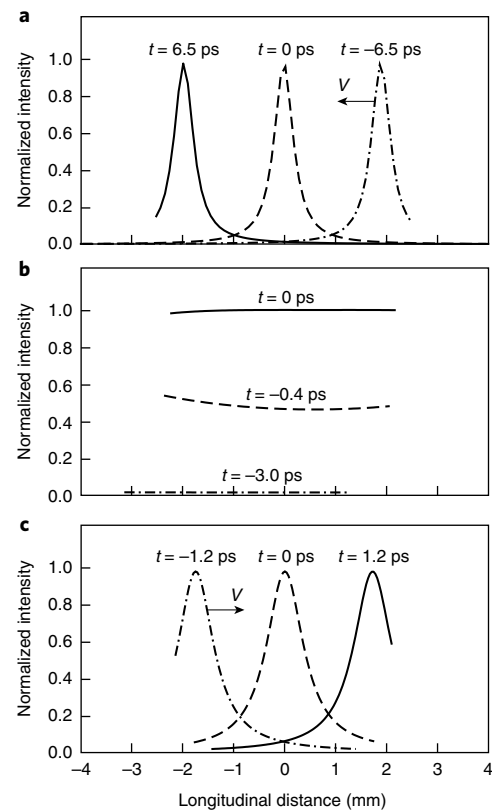 a
t = 6.5 ps t = 0 ps t = –6.5 ps
V
Normalized intensity
1.0
0.8
0.6
0.4
0.2
0.0
b
t = 0 ps
t = –0.4 ps
t = –3.0 ps
Normalized intensity
1.0
0.8
0.6
0.4
0.2
0.0
c
t = –1.2 ps t = 0 ps t = 1.2 ps
V
Normalized intensity
1.0
0.8
0.6
0.4
0.2
0.0
–4 –3 –2 –1 0 1 2 3 4
Longitudinal distance (mm)